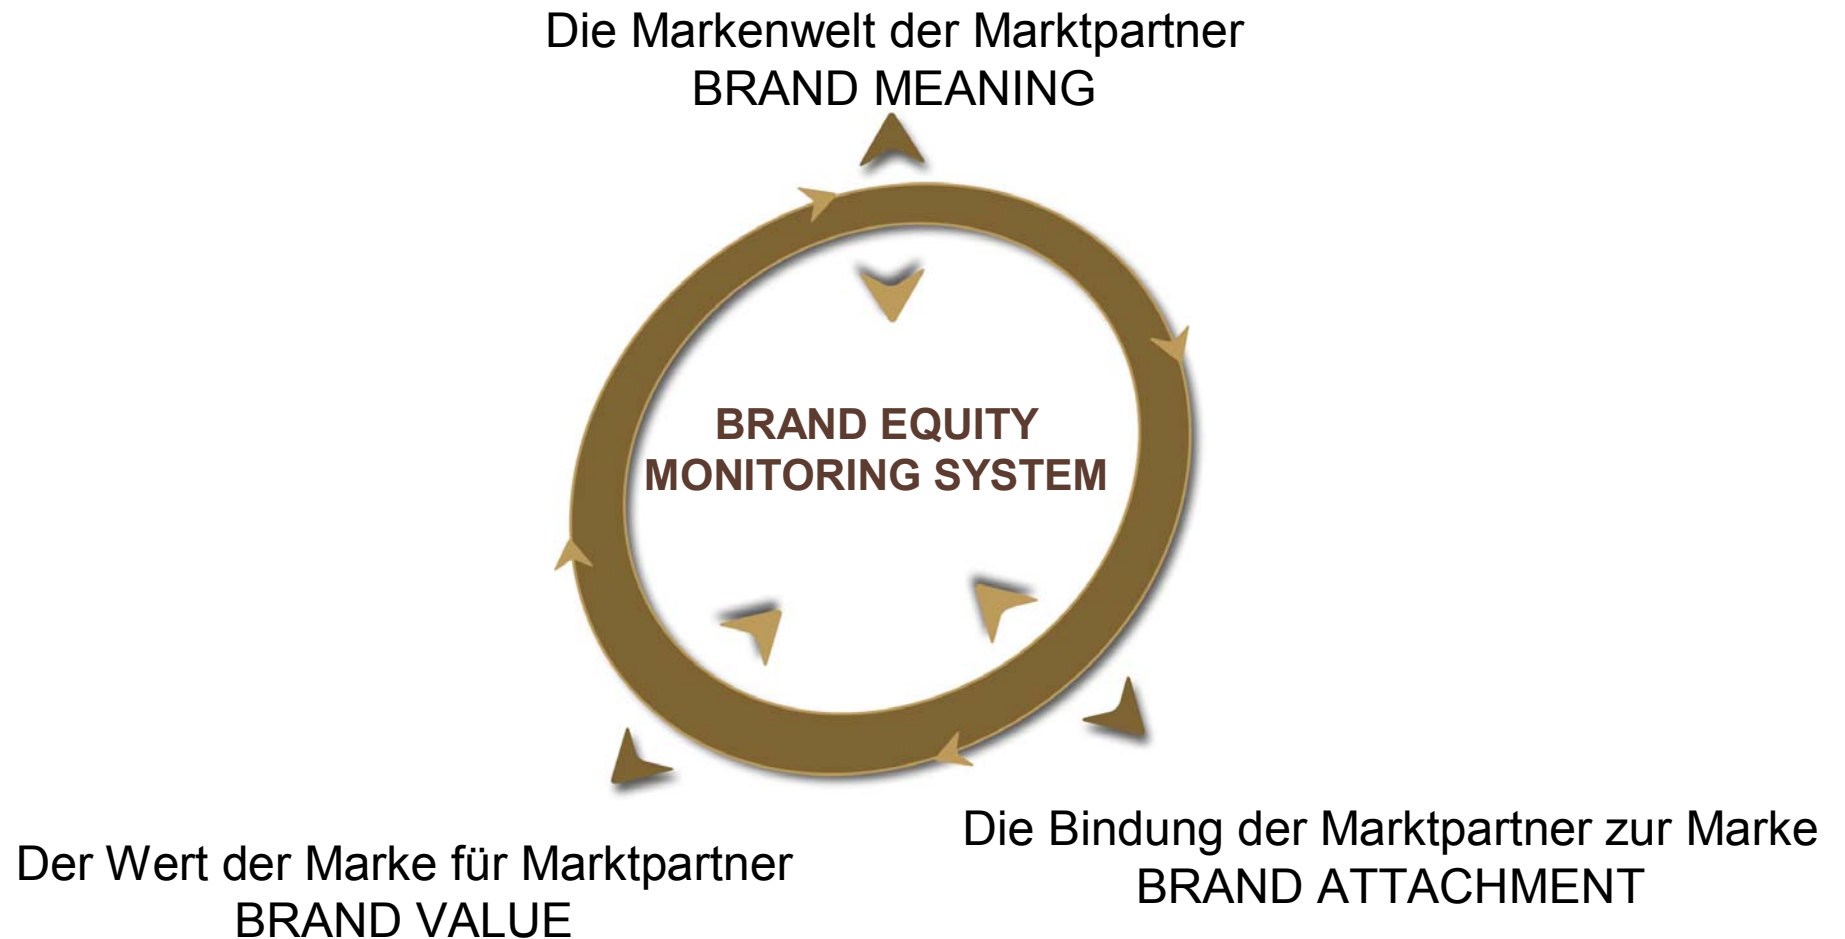 Die Markenwelt der Marktpartner
BRAND MEANING
BRAND EQUITY
MONITORING SYSTEM
Die Bindung der Marktpartner zur Marke
BRAND ATTACHMENT
Der Wert der Marke für Marktpartner
BRAND VALUE